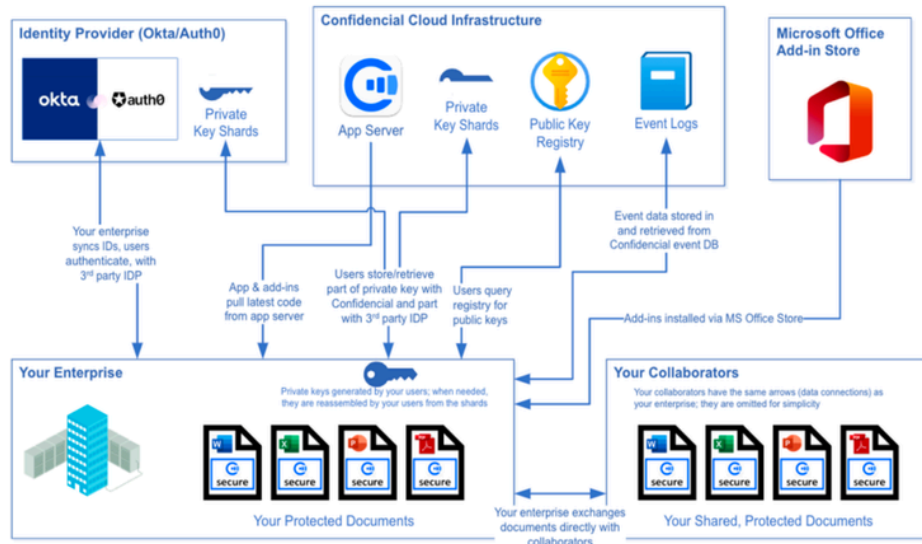 Identity Provider (Okta/Auth0)
okta
auth0
Private
Key Shards
Confidencial Cloud Infrastructure
App Server
Private
Key Shards
Public Key
Registry
Event Logs
Microsoft Office
Add-in Store
Your enterprise
syncs IDs, users
authenticate, with
3rd party IDP
App & add-ins
pull latest code
from app server
Users store/retrieve
part of private key with
Confidencial and part
with 3rd party IDP
Users query
registry for
public keys
Event data stored in
and retrieved from
Confidencial event DB
Add-ins installed via MS Office Store
Your Enterprise
Private keys generated by your users; when needed,
they are reassembled by your users from the shards
W
secure
X
secure
P
secure
secure
Your Protected Documents
Your enterprise exchanges
documents directly with
collaborators
Your Collaborators
Your collaborators have the same arrows (data connections) as
your enterprise; they are omitted for simplicity
W
secure
X
secure
P
secure
secure
Your Shared, Protected Documents